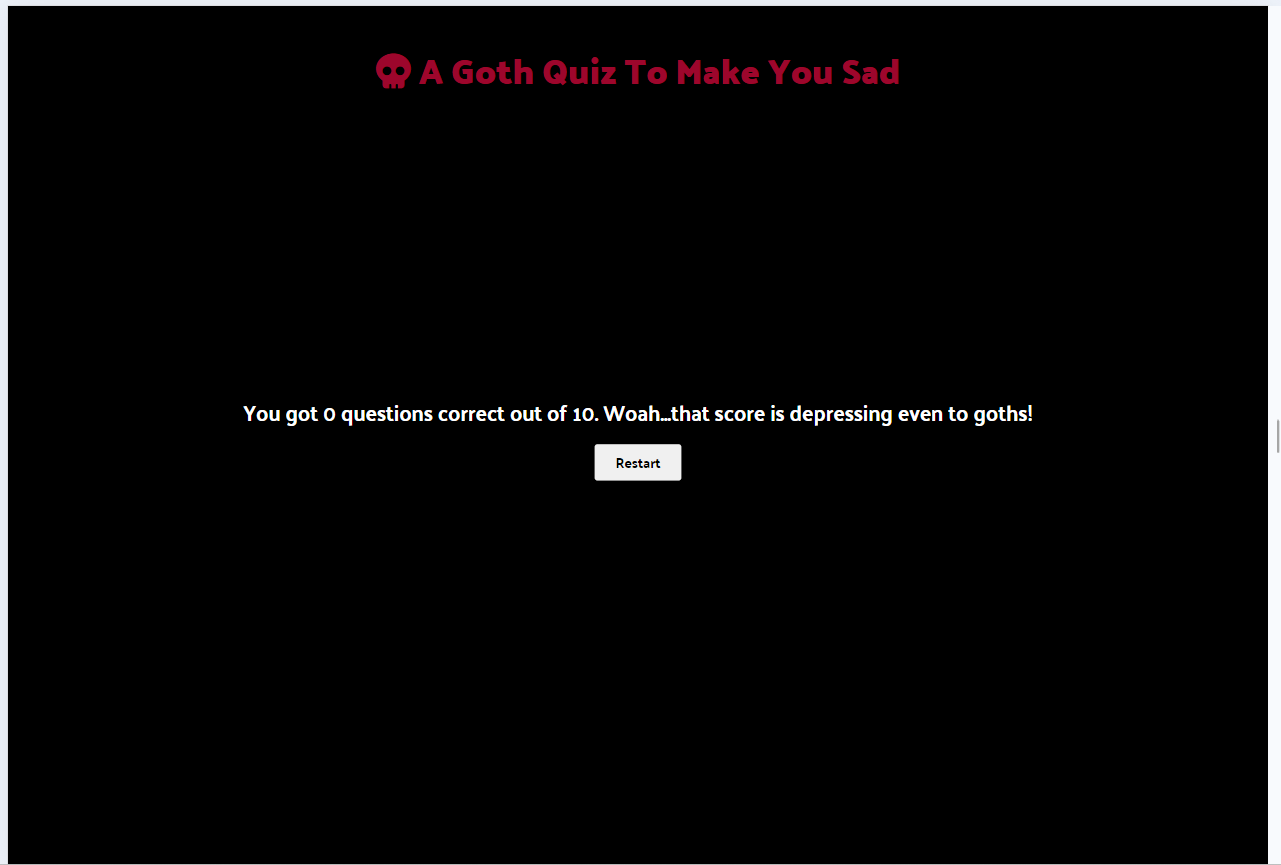 A Goth Quiz To Make You Sad
You got 0 questions correct out of 10. Woah...that score is depressing even to goths!
Restart